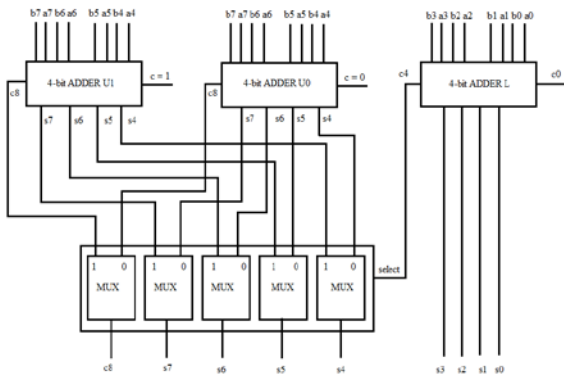 b7 a7 b6 a6 b5 a5 b4 a4 b7 a7 b6 a6 b5 a5 b4 a4 b3 a3 b2 a2 b1 a1 b0 a0
4-bit ADDER U1 c = 1 4-bit ADDER U0 c = 0 c4 4-bit ADDER L c0
c8 c8
s7 s6 s5 s4 s7 s6 s5 s4
1 0 1 0 1 0 1 0 1 0 select
MUX MUX MUX MUX MUX
c8 s7 s6 s5 s4 s3 s2 s1 s0